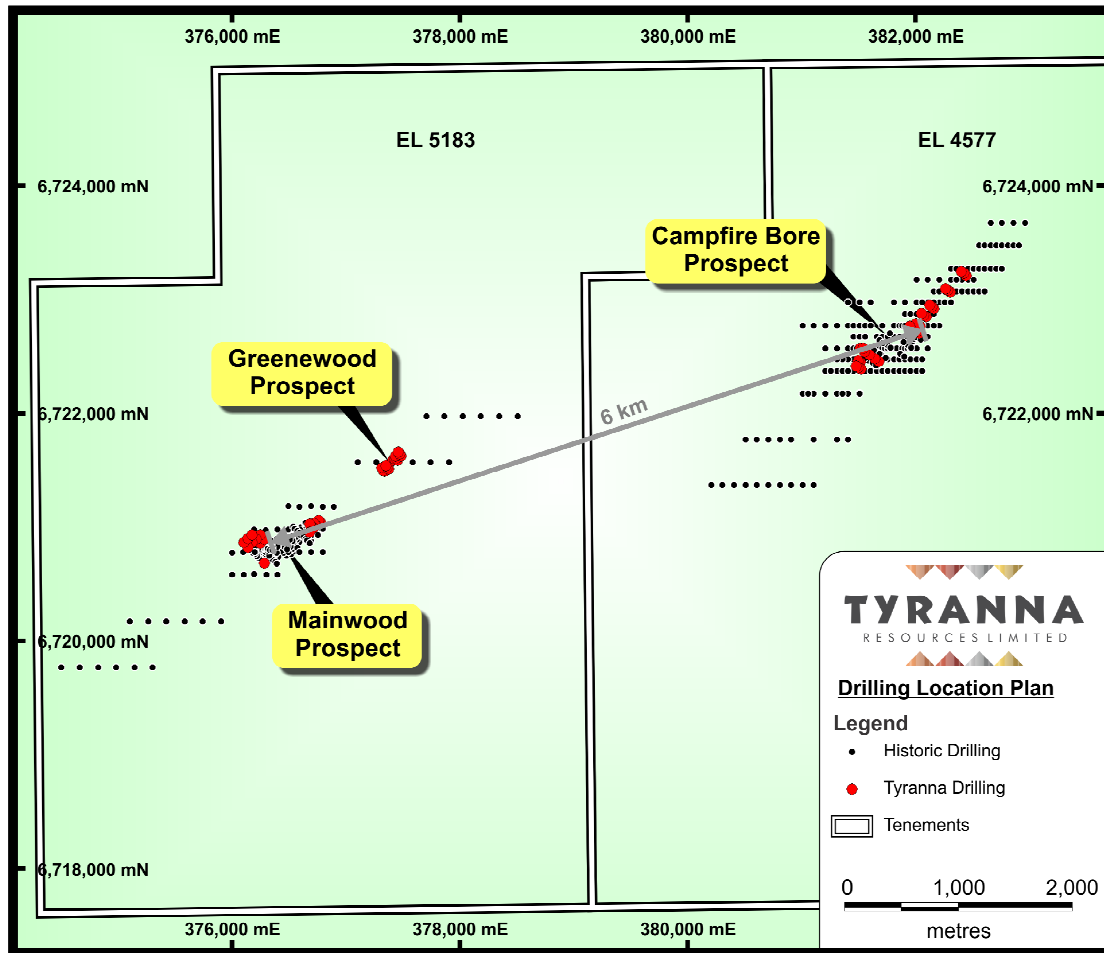 376,000 mE
378,000 mE
380,000 mE
382,000 mE
EL 5183
EL 4577
6,724,000 mN
6,724,000 mN
Campfire Bore
Prospect
Greenewood
Prospect
6 km
6,722,000 mN
6,722,000 mN
Mainwood
Prospect
6,720,000 mN
6,718,000 mN
TYRANNA
RESOURCES LIMITED
Drilling Location Plan
Legend
Historic Drilling
Tyranna Drilling
Tenements
0
1,000
2,000
metres
376,000 mE
378,000 mE
380,000 mE